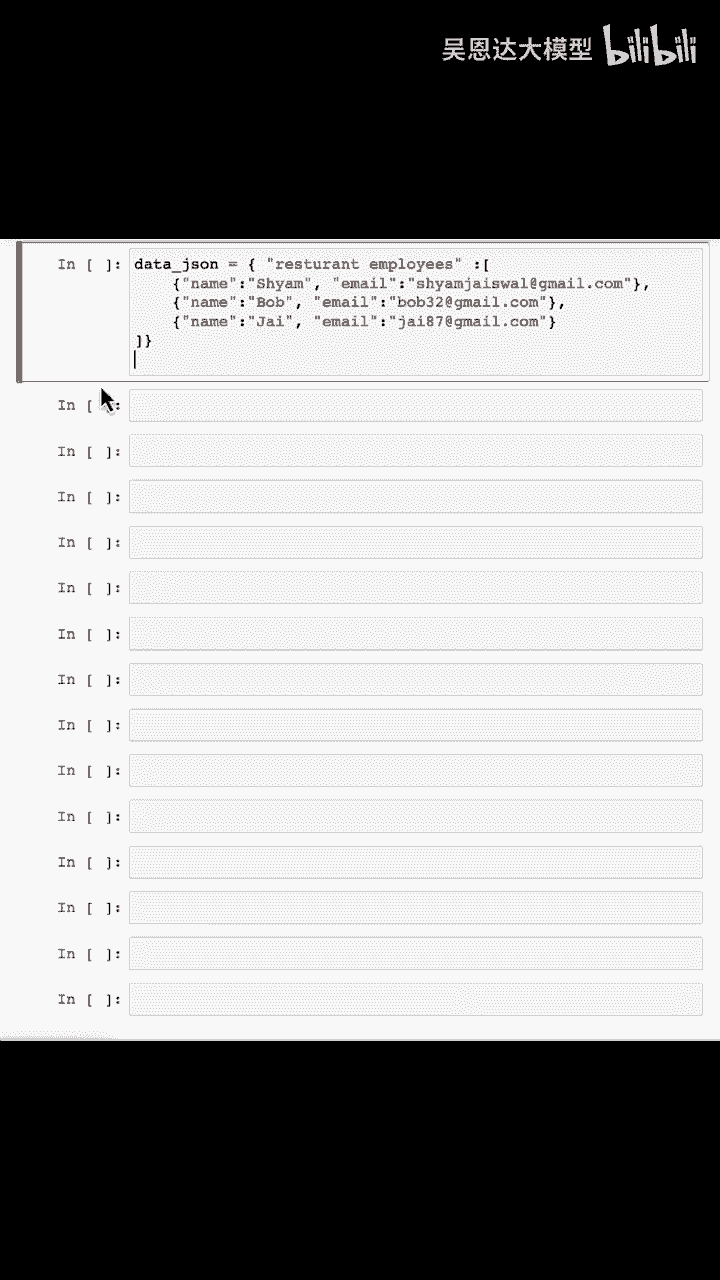 吴恩达大模型 bilibili
In [ ]: data_json = { "resturant employees" :[
{"name":"Shyam", "email":"shyamjaiswal@gmail.com"},
{"name":"Bob", "email":"bob32@gmail.com"},
{"name":"Jai", "email":"jai87@gmail.com"}
]}
In [ ]:
In [ ]:
In [ ]:
In [ ]:
In [ ]:
In [ ]:
In [ ]:
In [ ]:
In [ ]:
In [ ]:
In [ ]:
In [ ]:
In [ ]:
In [ ]: